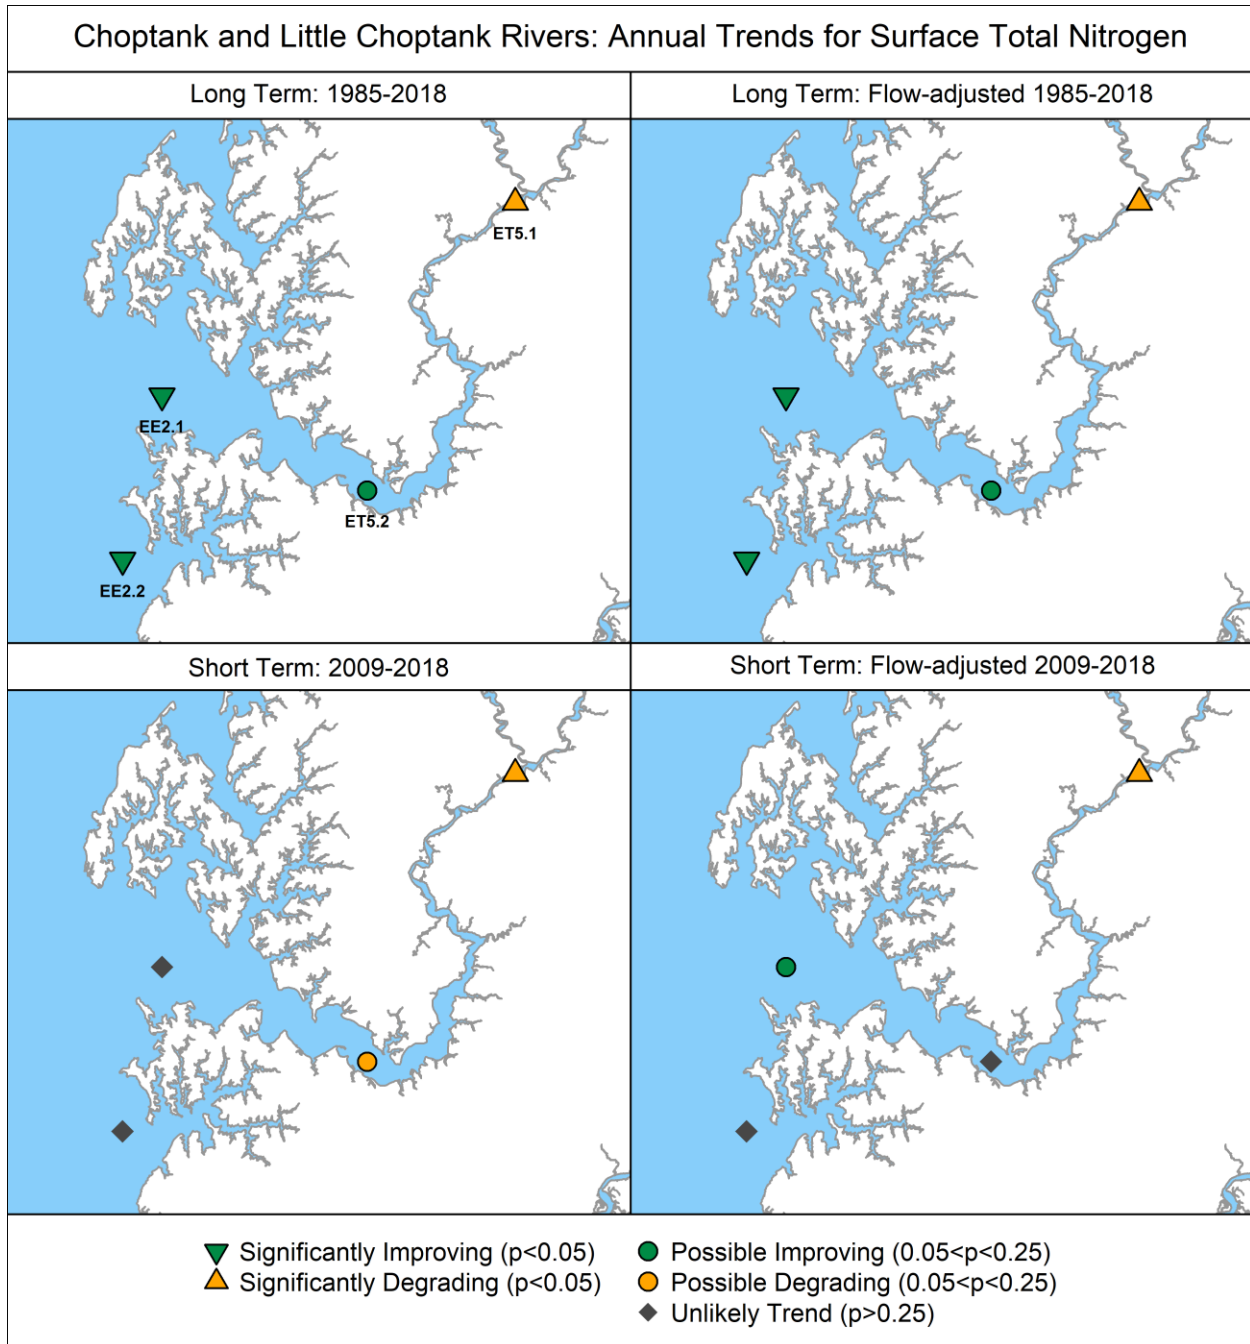 Choptank and Little Choptank Rivers: Annual Trends for Surface Total Nitrogen
Long Term: 1985-2018
Long Term: Flow-adjusted 1985-2018
ET5.1
EE2.1
ET5.2
EE2.2
Short Term: 2009-2018
Short Term: Flow-adjusted 2009-2018
Significantly Improving (p<0.05)
Significantly Degrading (p<0.05)
Possible Improving (0.05<p<0.25)
Possible Degrading (0.05<p<0.25)
Unlikely Trend (p>0.25)